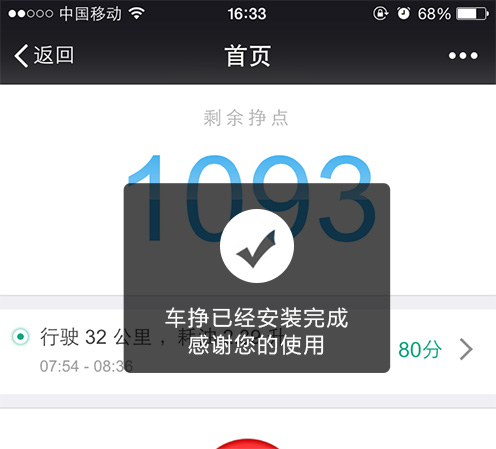 中国移动 16:33 68%
返回 首页
剩余挣点
1093
车挣已经安装完成
感谢您的使用
行驶 32 公里，耗油
07:54 - 08:36
80分